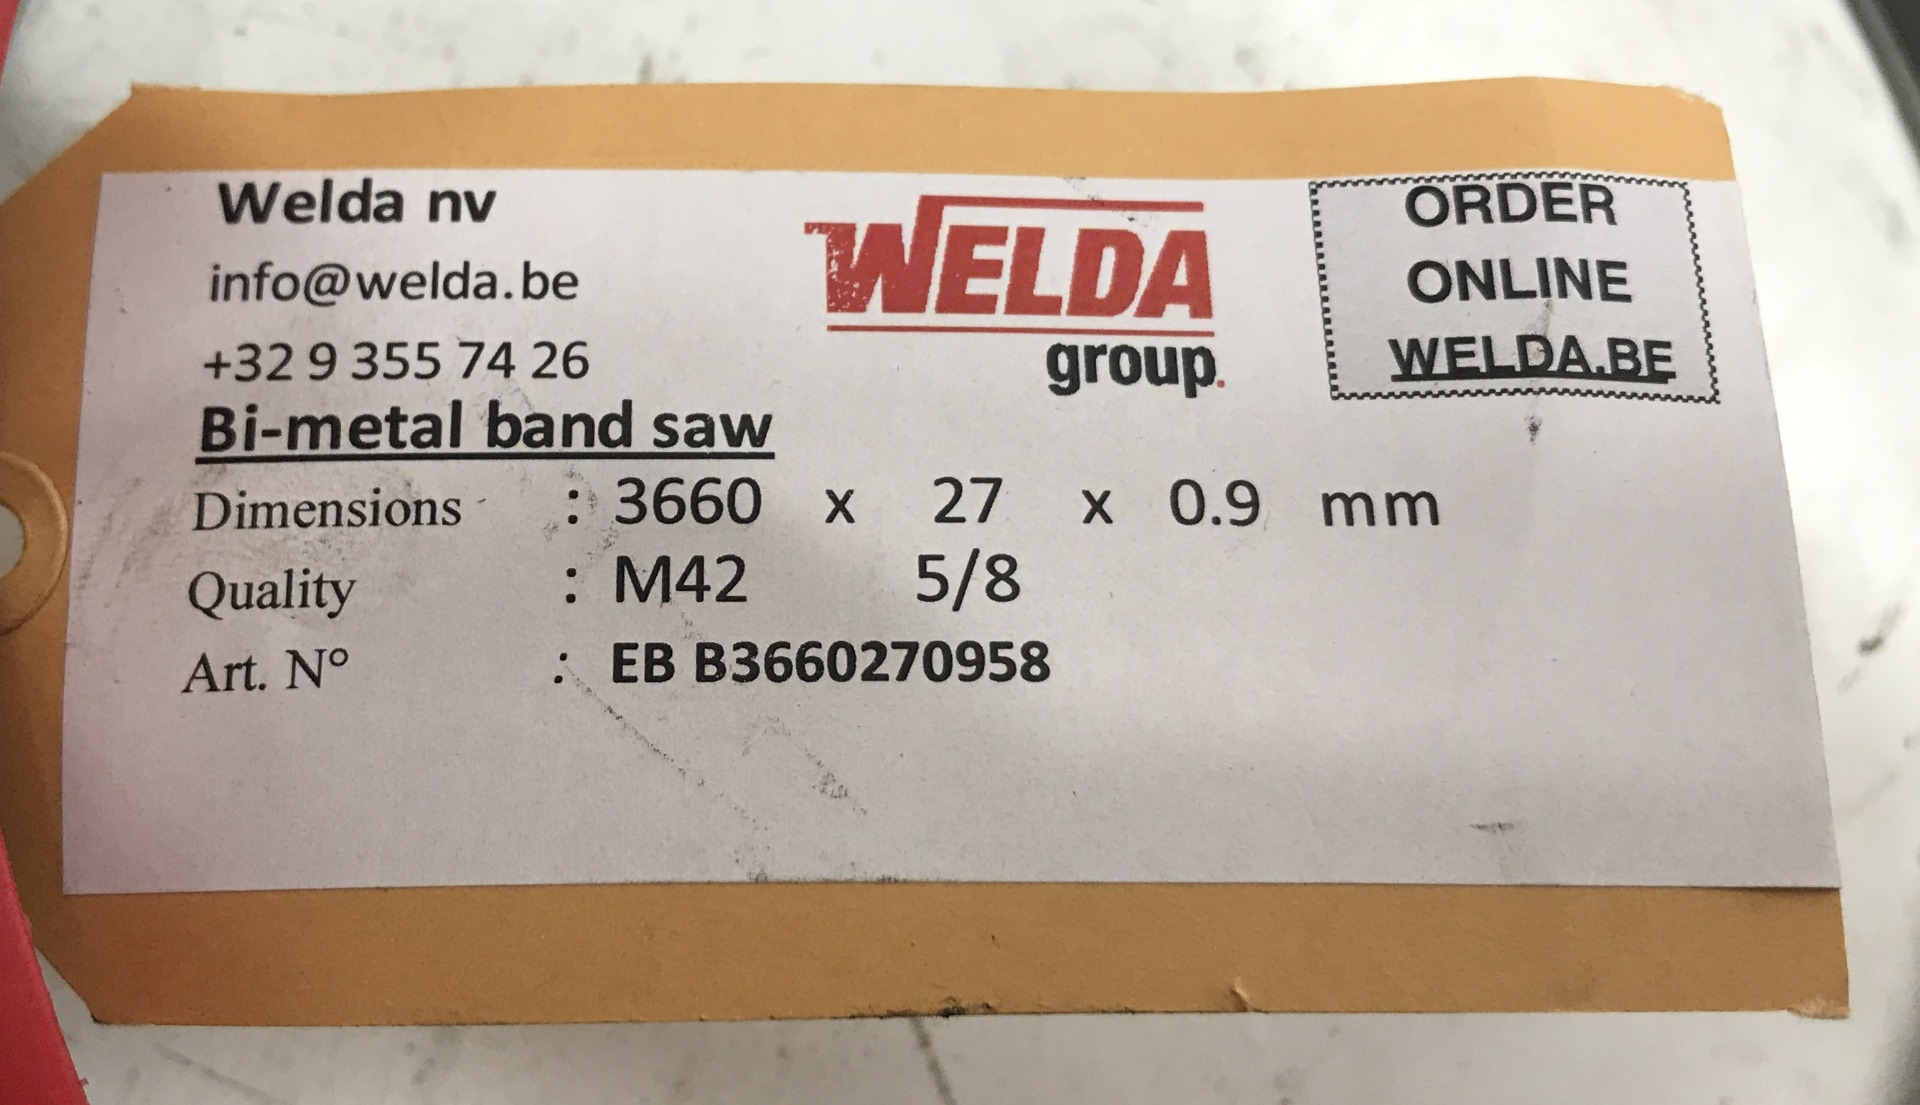 Welda nv
info@welda.be
+32 9 355 74 26
WELDA
group.
ORDER
ONLINE
WELDA.BE
Bi-metal band saw
Dimensions : 3660 x 27 x 0.9 mm
Quality : M42 5/8
Art. N° : EB B3660270958